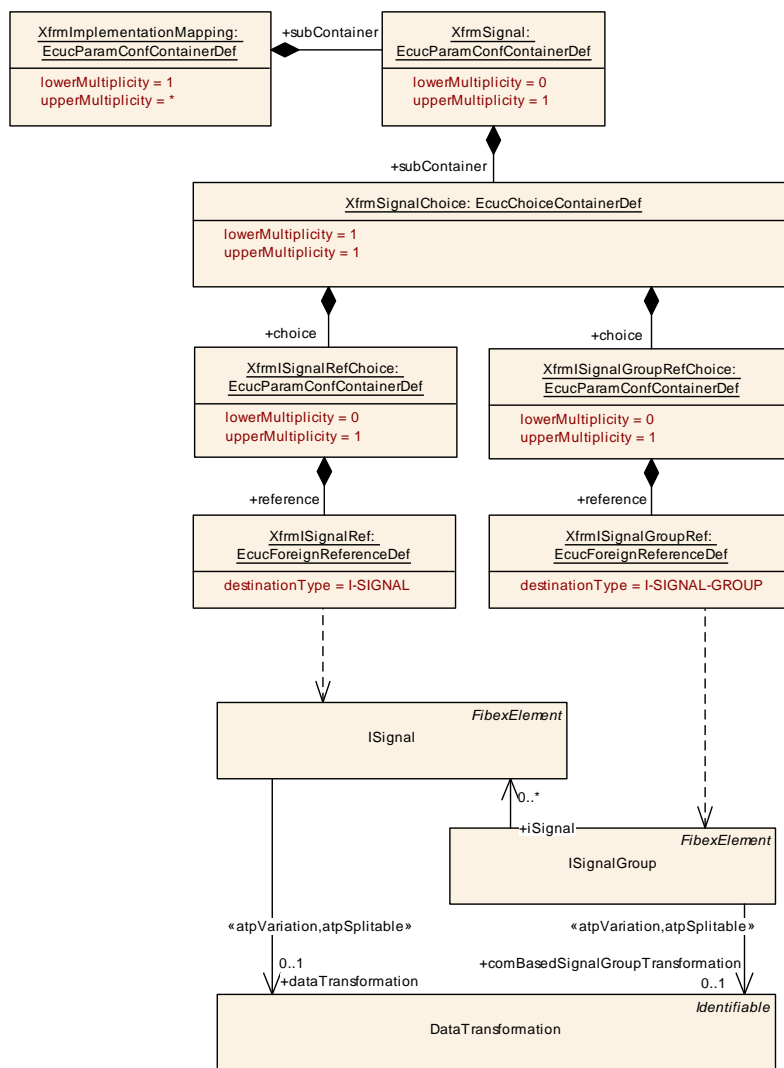 XfrmImplementationMapping:
EcucParamConfContainerDef
lowerMultiplicity = 1
upperMultiplicity = *
+subContainer
XfrmSignal:
EcucParamConfContainerDef
lowerMultiplicity = 0
upperMultiplicity = 1
+subContainer
XfrmSignalChoice: EcucChoiceContainerDef
lowerMultiplicity = 1
upperMultiplicity = 1
+choice
+choice
XfrmISignalRefChoice:
EcucParamConfContainerDef
lowerMultiplicity = 0
upperMultiplicity = 1
XfrmISignalGroupRefChoice:
EcucParamConfContainerDef
lowerMultiplicity = 0
upperMultiplicity = 1
+reference
+reference
XfrmISignalRef:
EcucForeignReferenceDef
destinationType = I-SIGNAL
XfrmISignalGroupRef:
EcucForeignReferenceDef
destinationType = I-SIGNAL-GROUP
FibexElement
ISignal
0..*
+iSignal
FibexElement
ISignalGroup
«atpVariation,atpSplitable»
«atpVariation,atpSplitable»
0..1
+dataTransformation
+comBasedSignalGroupTransformation
0..1
Identifiable
DataTransformation